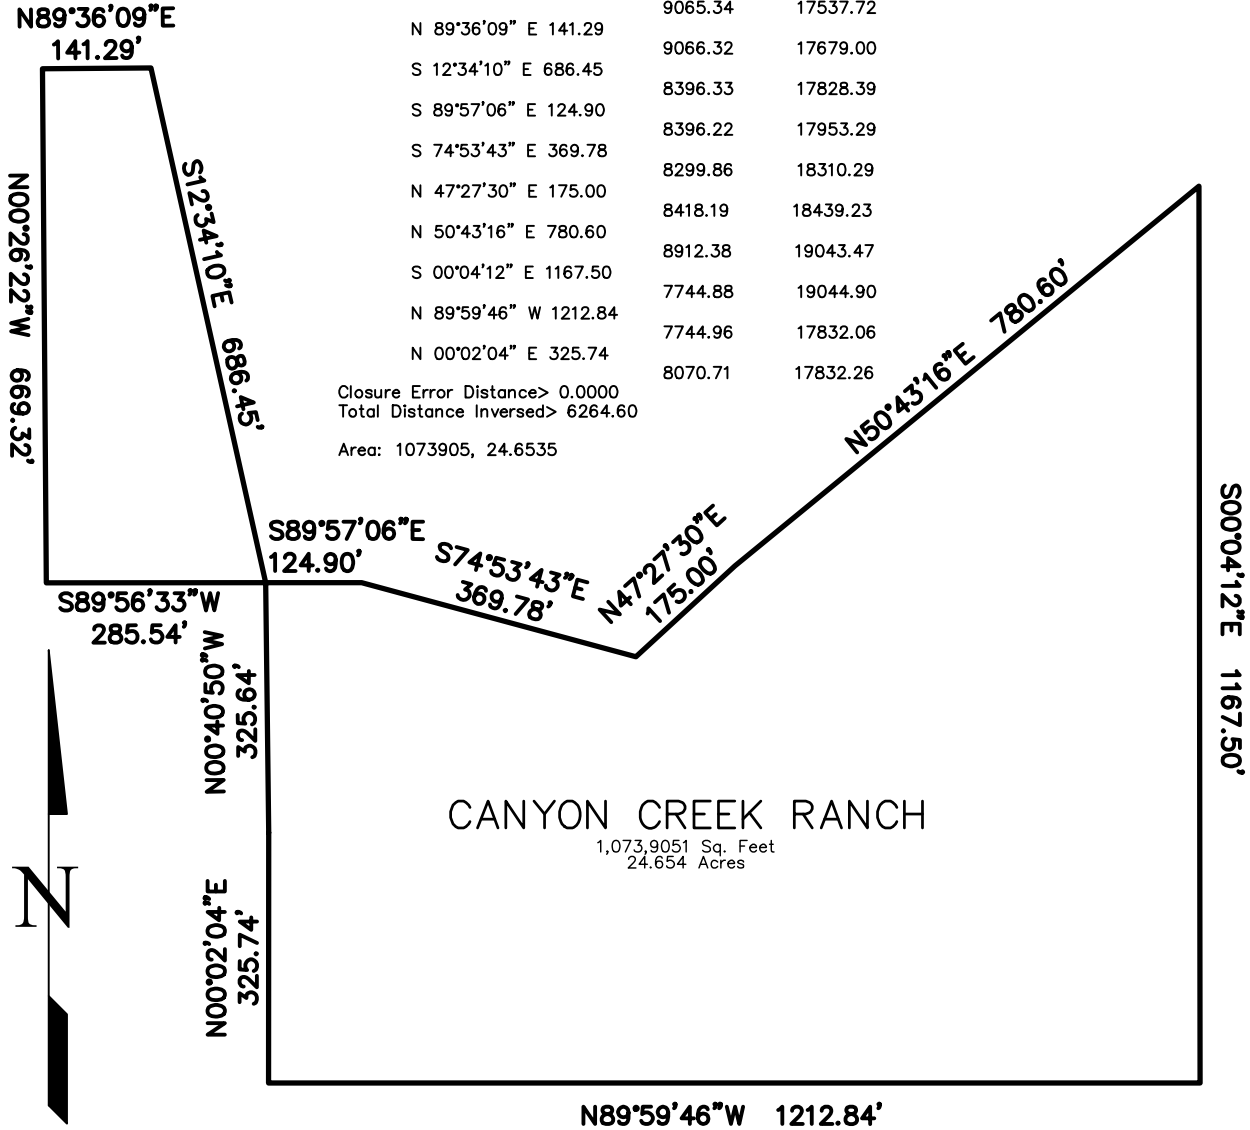 N89°36'09"E
141.29'
9065.34 17537.72
N 89°36'09" E 141.29
9066.32 17679.00
S 12°34'10" E 686.45
8396.33 17828.39
S 89°57'06" E 124.90
8396.22 17953.29
S 74°53'43" E 369.78
8299.86 18310.29
N 47°27'30" E 175.00
8418.19 18439.23
N 50°43'16" E 780.60
8912.38 19043.47
S 00°04'12" E 1167.50
7744.88 19044.90
N 89°59'46" W 1212.84
7744.96 17832.06
N 00°02'04" E 325.74
8070.71 17832.26
Closure Error Distance> 0.0000
Total Distance Inversed> 6264.60
Area: 1073905, 24.6535
N00°26'22"W 669.32'
S12°34'10"E 686.45'
S89°57'06"E
124.90'
S74°53'43"E
369.78'
N47°27'30"E
175.00'
N50°43'16"E 780.60'
S00°04'12"E 1167.50'
S89°56'33"W
285.54'
N00°40'50"W
325.64'
CANYON CREEK RANCH
1,073,9051 Sq. Feet
24.654 Acres
N
N00°02'04"E
325.74'
N89°59'46"W 1212.84'